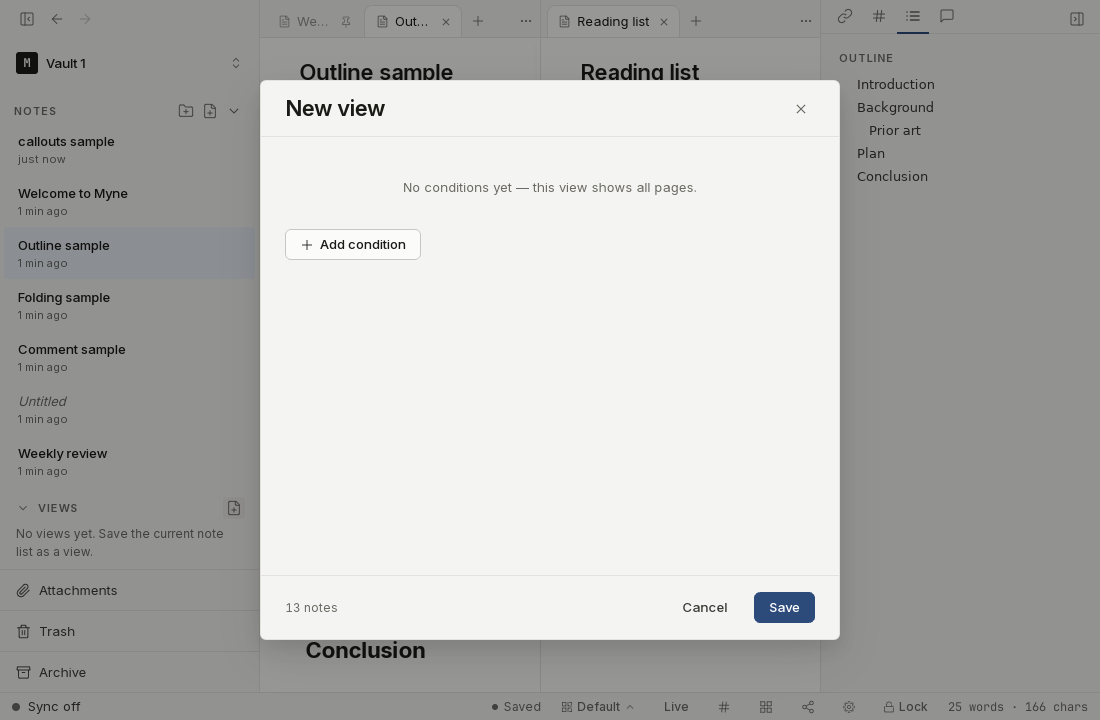 We...
Out...
Reading list
M
Vault 1
NOTES
callouts sample
just now
Welcome to Myne
1 min ago
Outline sample
1 min ago
Folding sample
1 min ago
Comment sample
1 min ago
Untitled
1 min ago
Weekly review
1 min ago
VIEWS
No views yet. Save the current note
list as a view.
Attachments
Trash
Archive
Outline sample
Reading list
New view
No conditions yet — this view shows all pages.
Add condition
13 notes
Cancel
Save
Conclusion
OUTLINE
Introduction
Background
Prior art
Plan
Conclusion
Sync off
Saved
Default
Live
Lock
25 words · 166 chars